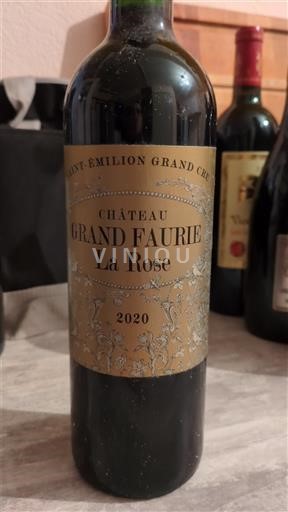 SAINT-ÉMILION GRAND CRU
CHÂTEAU
GRAND FAURIE
La Rose
VINIOU
2020